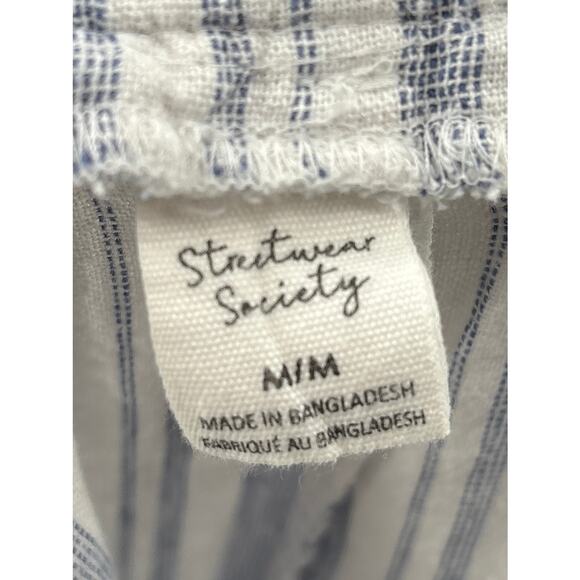 Streetwear
Society
M/M
MADE IN BANGLADESH
FABRIQUÉ AU BANGLADESH